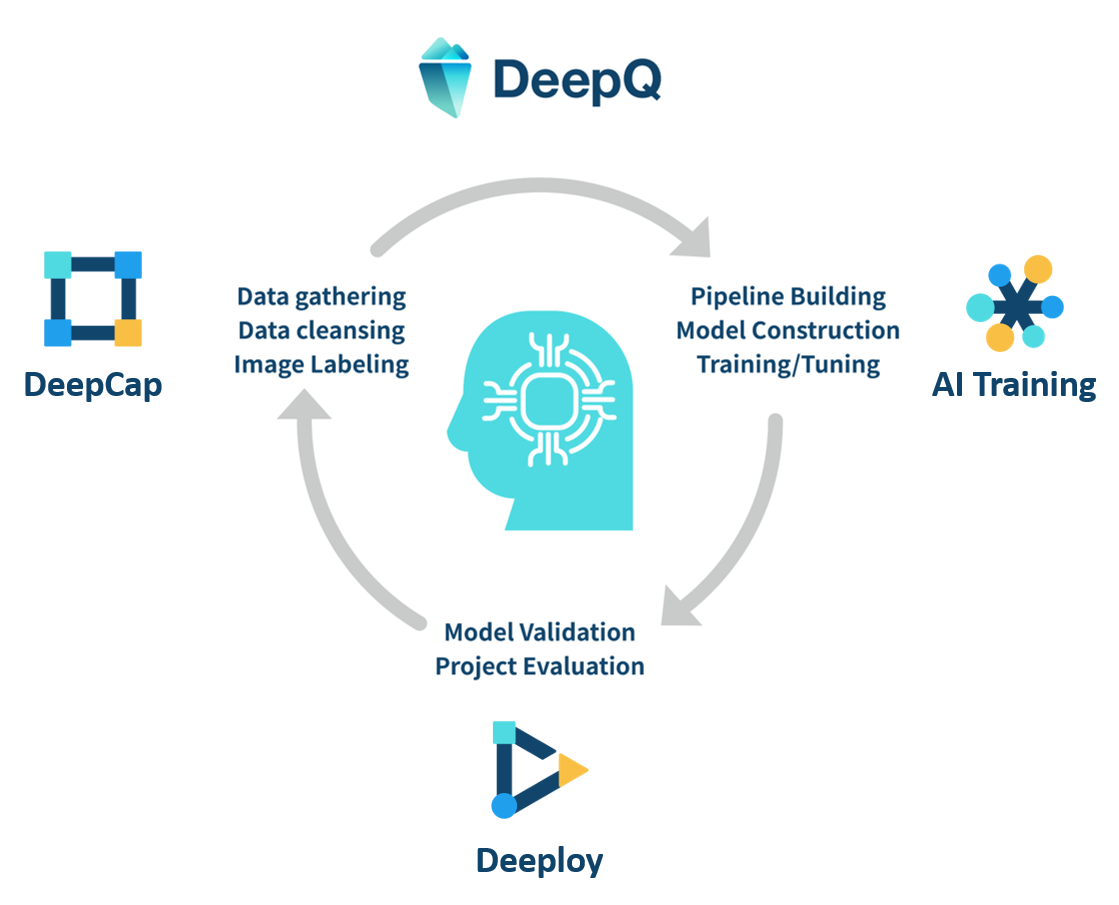 DeepQ
Data gathering
Data cleansing
Image Labeling
DeepCap
Pipeline Building
Model Construction
Training/Tuning
AI Training
Model Validation
Project Evaluation
Deeploy